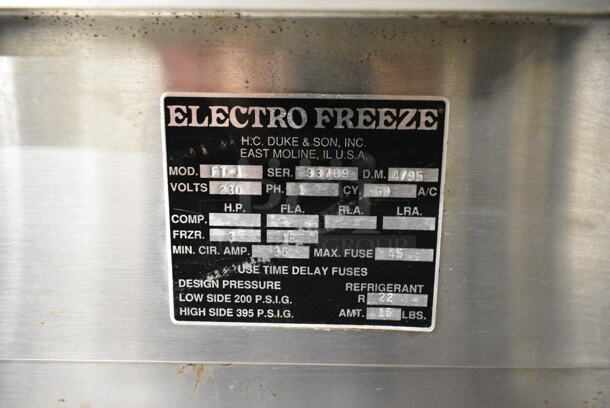 ELECTRO FREEZE
H.C. DUKE & SON, INC.
EAST MOLINE, IL U.S.A.
MOD. FT-1 SER. 33709 D.M. 4/95
VOLTS 230 PH. 1 CY. 60 A/C
H.P. FLA. RLA. LRA.
COMP.
FRZR. 18
MIN. CIR. AMP. 35 MAX. FUSE 45
USE TIME DELAY FUSES
DESIGN PRESSURE REFRIGERANT
LOW SIDE 200 P.S.I.G. R 22
HIGH SIDE 395 P.S.I.G. AMT. 15 LBS.
GROUP